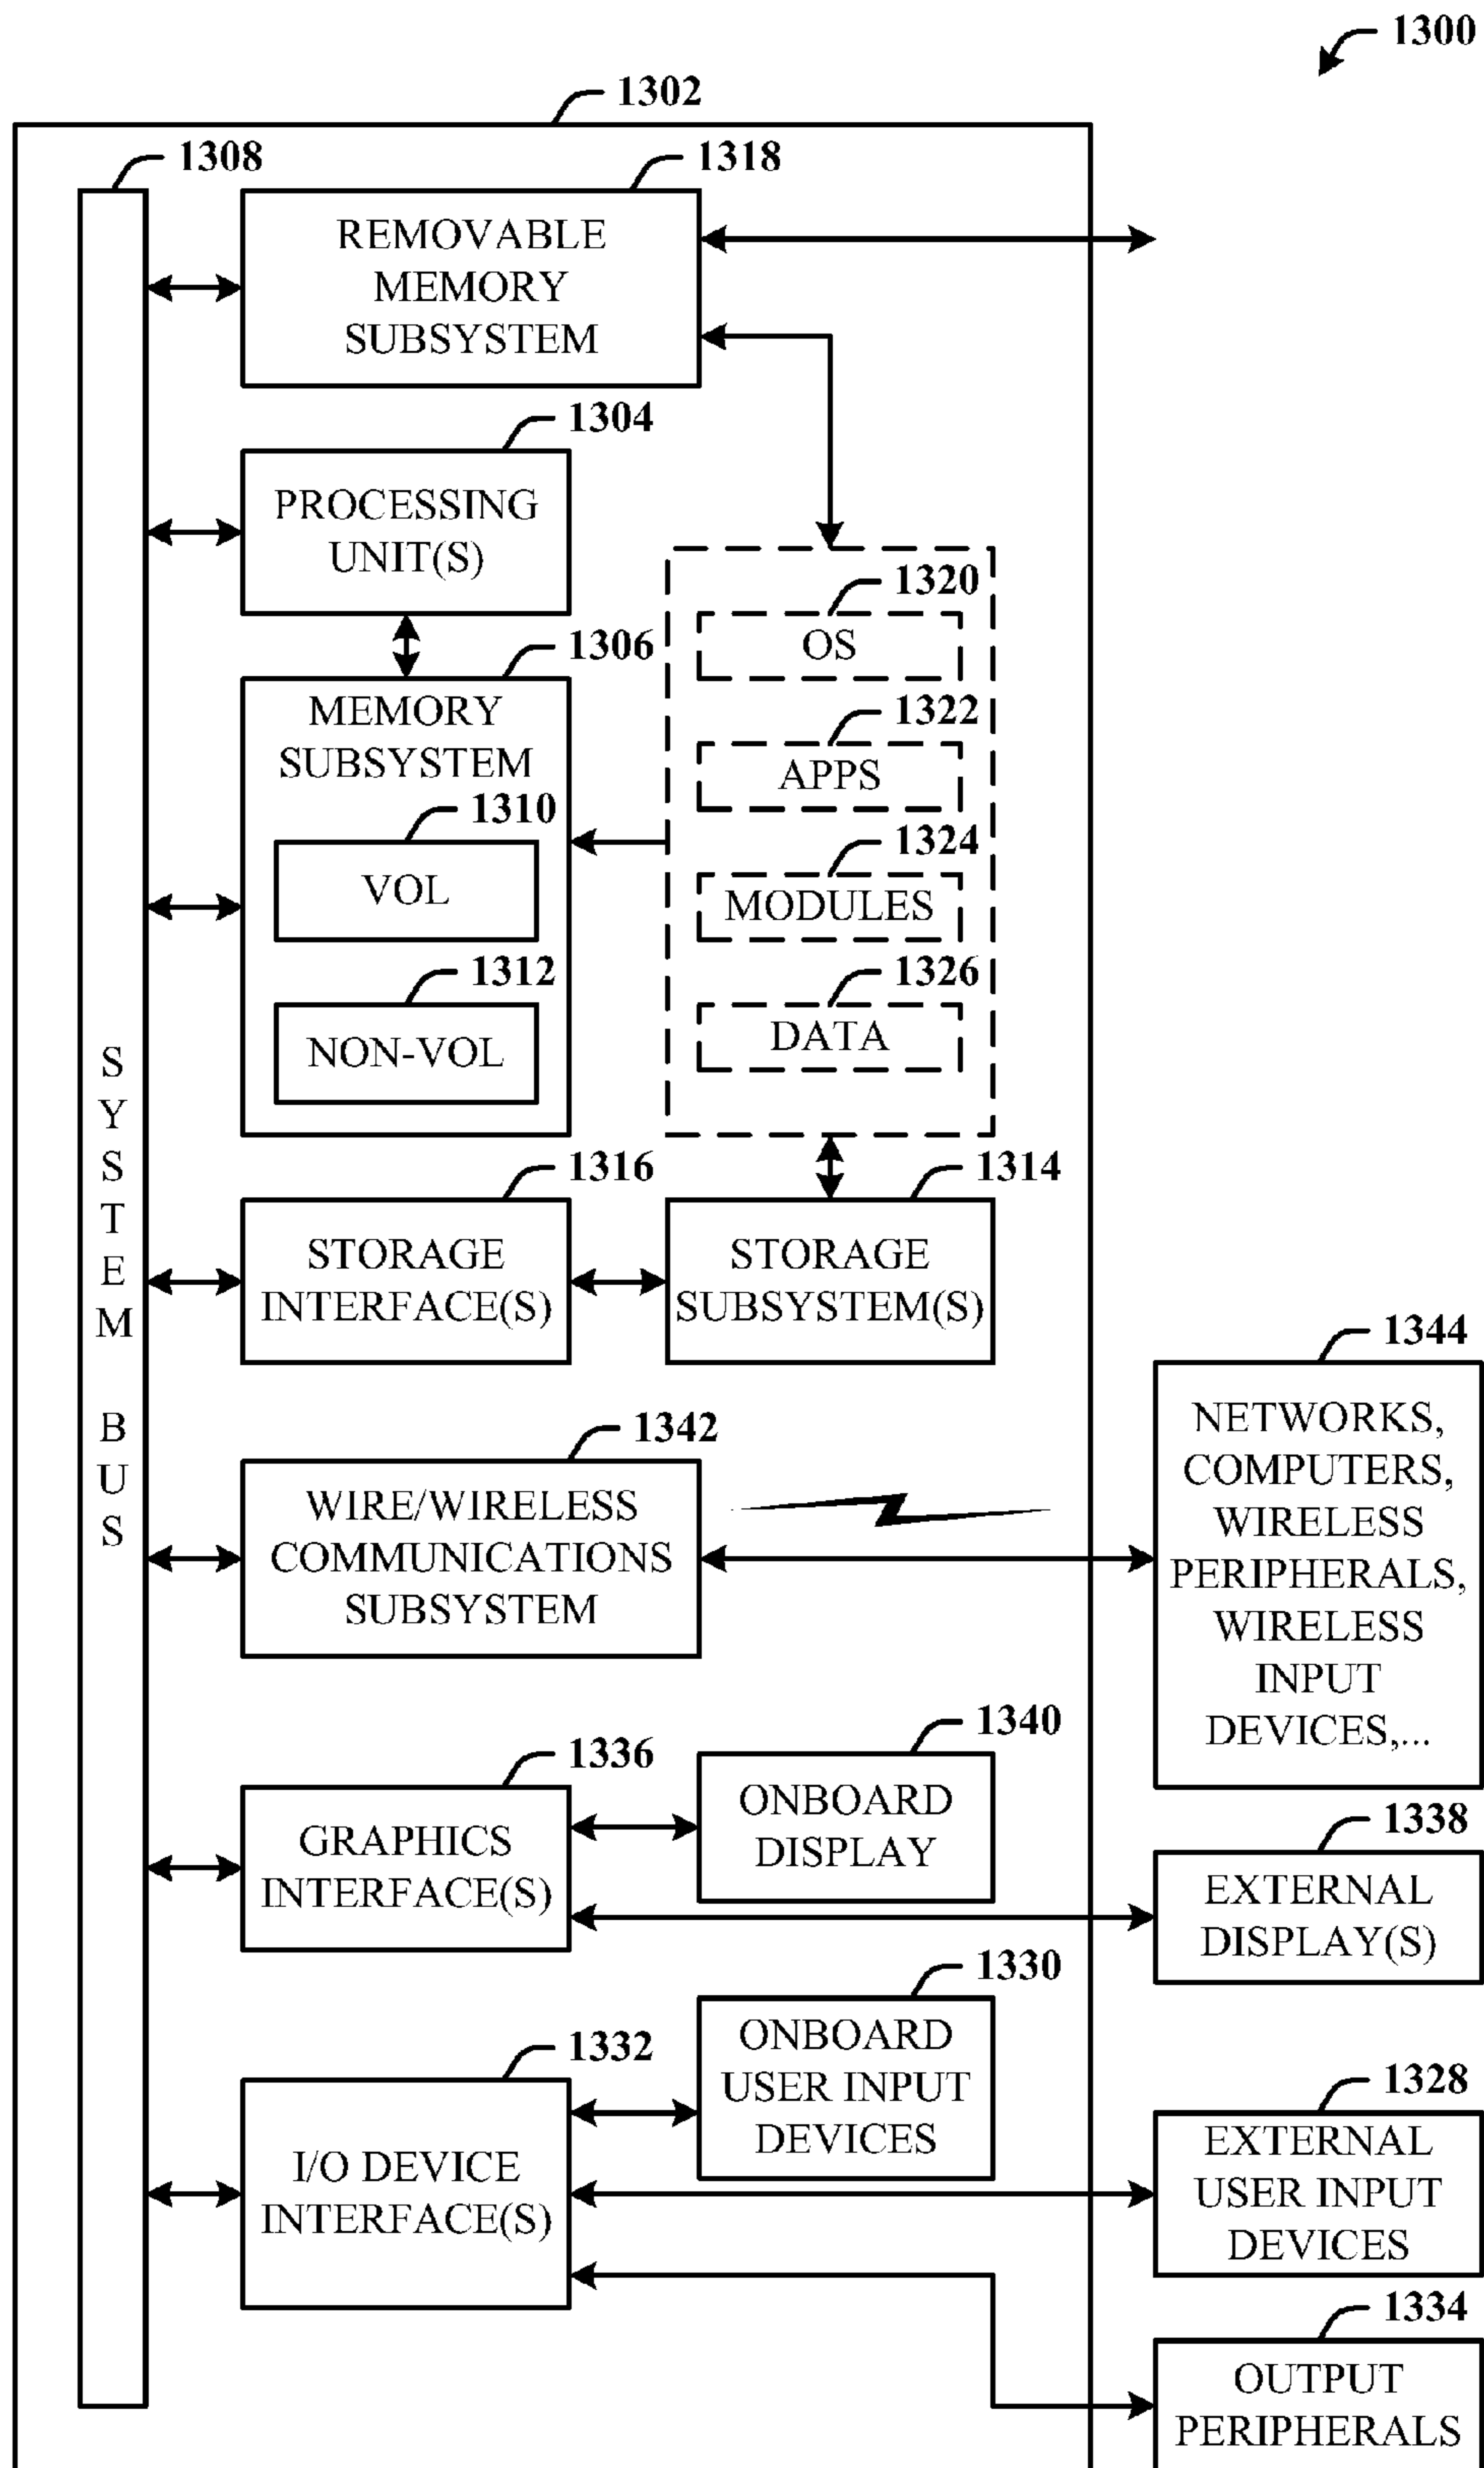 1300
1302
1308
1318
REMOVABLE
MEMORY
SUBSYSTEM
1304
PROCESSING
UNIT(S)
1320
OS
1306
MEMORY
SUBSYSTEM
1322
APPS
1310
VOL
1324
MODULES
1312
NON-VOL
1326
DATA
SYSTEM BUS
1316
STORAGE
INTERFACE(S)
1314
STORAGE
SUBSYSTEM(S)
1344
NETWORKS,
COMPUTERS,
WIRELESS
PERIPHERALS,
WIRELESS
INPUT
DEVICES,...
1342
WIRE/WIRELESS
COMMUNICATIONS
SUBSYSTEM
1336
GRAPHICS
INTERFACE(S)
1340
ONBOARD
DISPLAY
1338
EXTERNAL
DISPLAY(S)
1332
I/O DEVICE
INTERFACE(S)
1330
ONBOARD
USER INPUT
DEVICES
1328
EXTERNAL
USER INPUT
DEVICES
1334
OUTPUT
PERIPHERALS